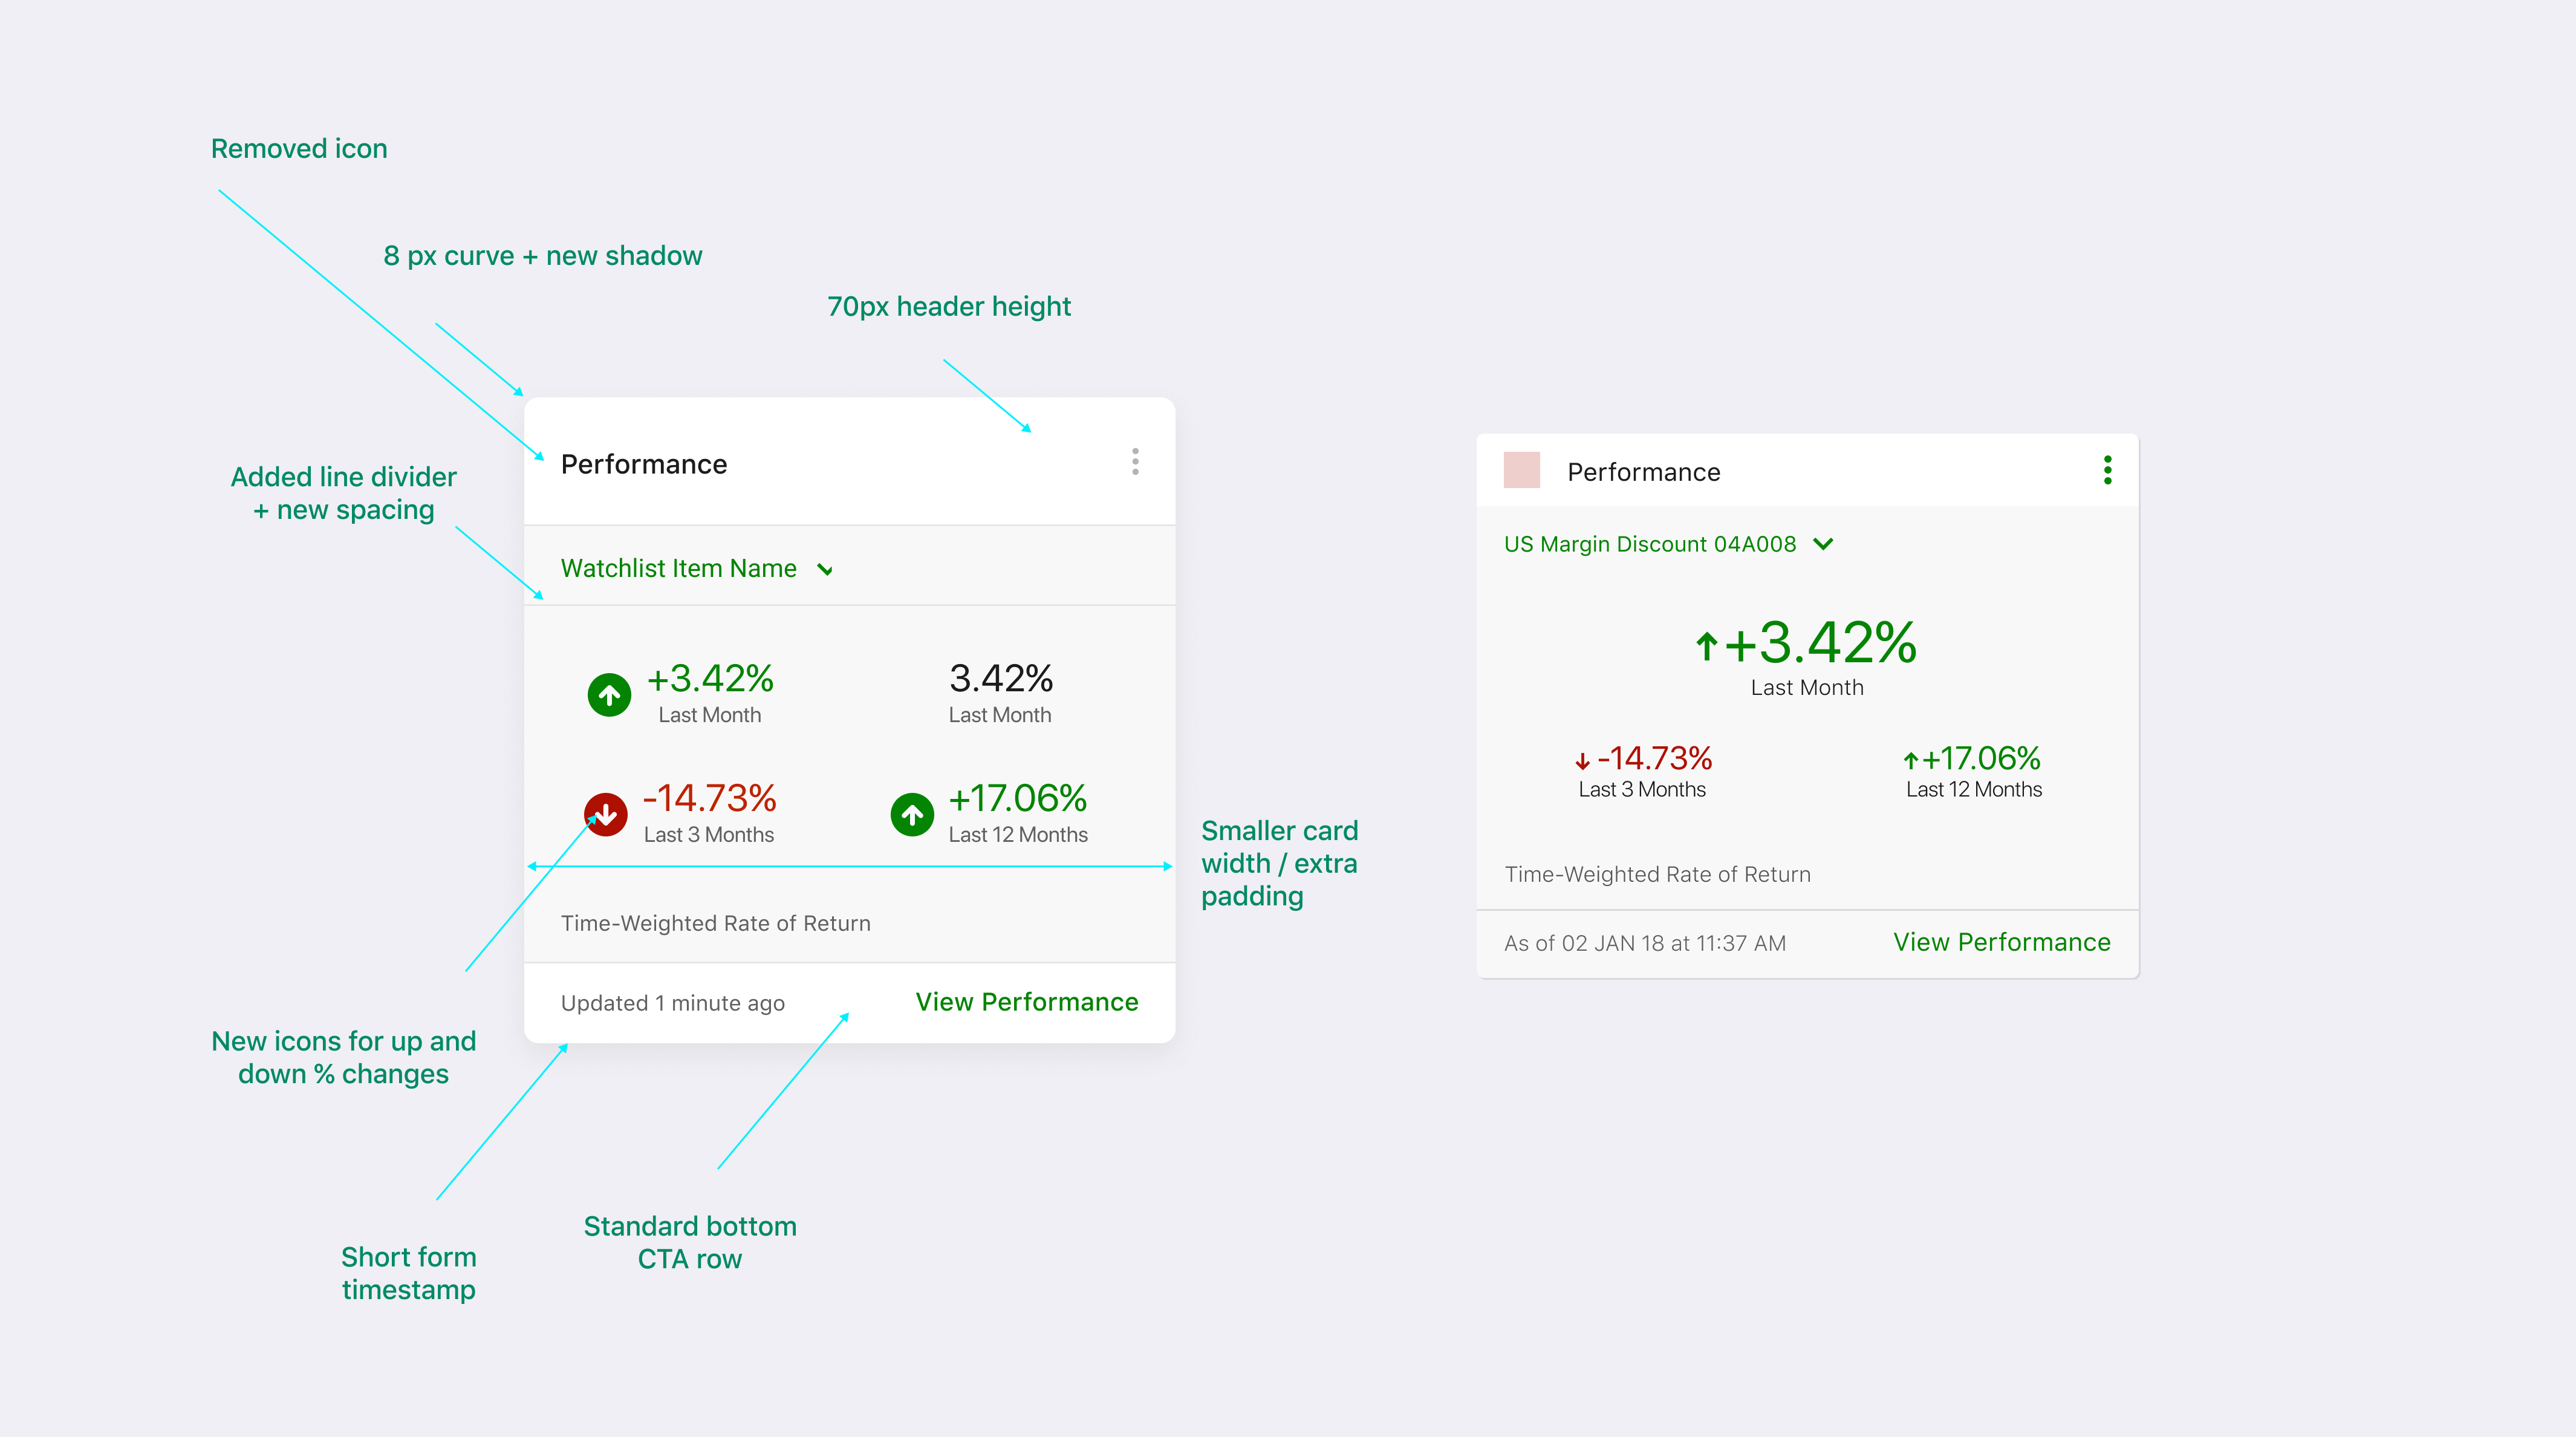 Removed icon
8 px curve + new shadow
70px header height
Added line divider
+ new spacing
Performance
Watchlist Item Name
+3.42%
Last Month
3.42%
Last Month
-14.73%
Last 3 Months
+17.06%
Last 12 Months
Time-Weighted Rate of Return
Updated 1 minute ago
View Performance
Smaller card
width / extra
padding
New icons for up and
down % changes
Short form
timestamp
Standard bottom
CTA row
Performance
US Margin Discount 04A008
+3.42%
Last Month
-14.73%
Last 3 Months
+17.06%
Last 12 Months
Time-Weighted Rate of Return
As of 02 JAN 18 at 11:37 AM
View Performance